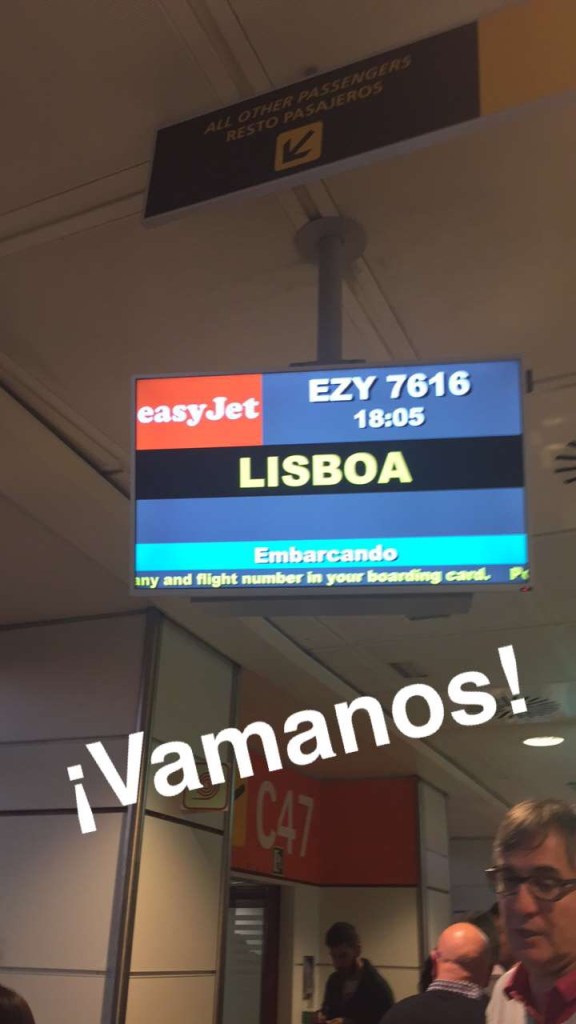 ALL OTHER PASSENGERS
RESTO PASAJEROS
easyJet
EZY 7616
18:05
LISBOA
Embarcando
and flight number in your boarding card.
¡Vamanos!
C47